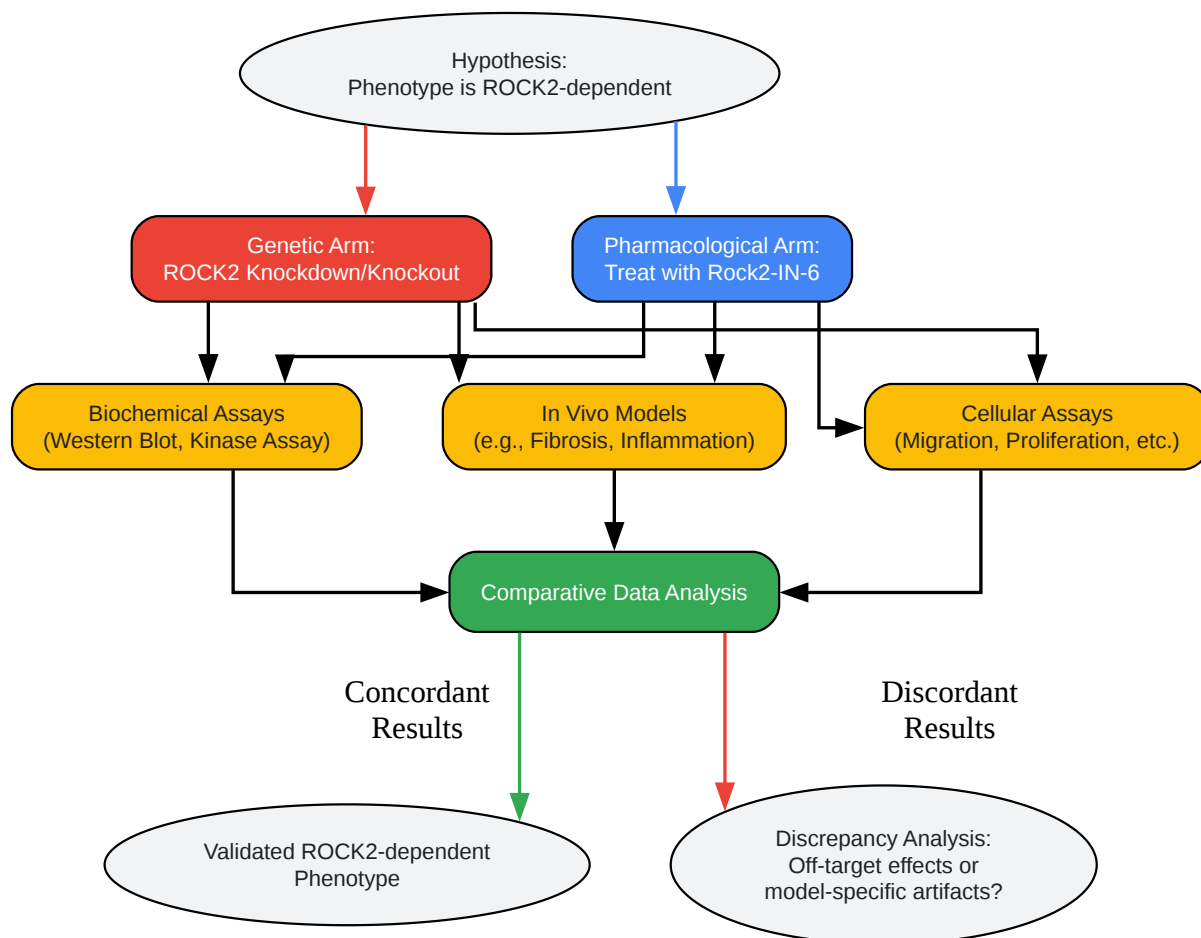 Hypothesis:
Phenotype is ROCK2-dependent
Genetic Arm:
ROCK2 Knockdown/Knockout
Pharmacological Arm:
Treat with Rock2-IN-6
Biochemical Assays
(Western Blot, Kinase Assay)
In Vivo Models
(e.g., Fibrosis, Inflammation)
Cellular Assays
(Migration, Proliferation, etc.)
Comparative Data Analysis
Concordant
Results
Discordant
Results
Validated ROCK2-dependent
Phenotype
Discrepancy Analysis:
Off-target effects or
model-specific artifacts?